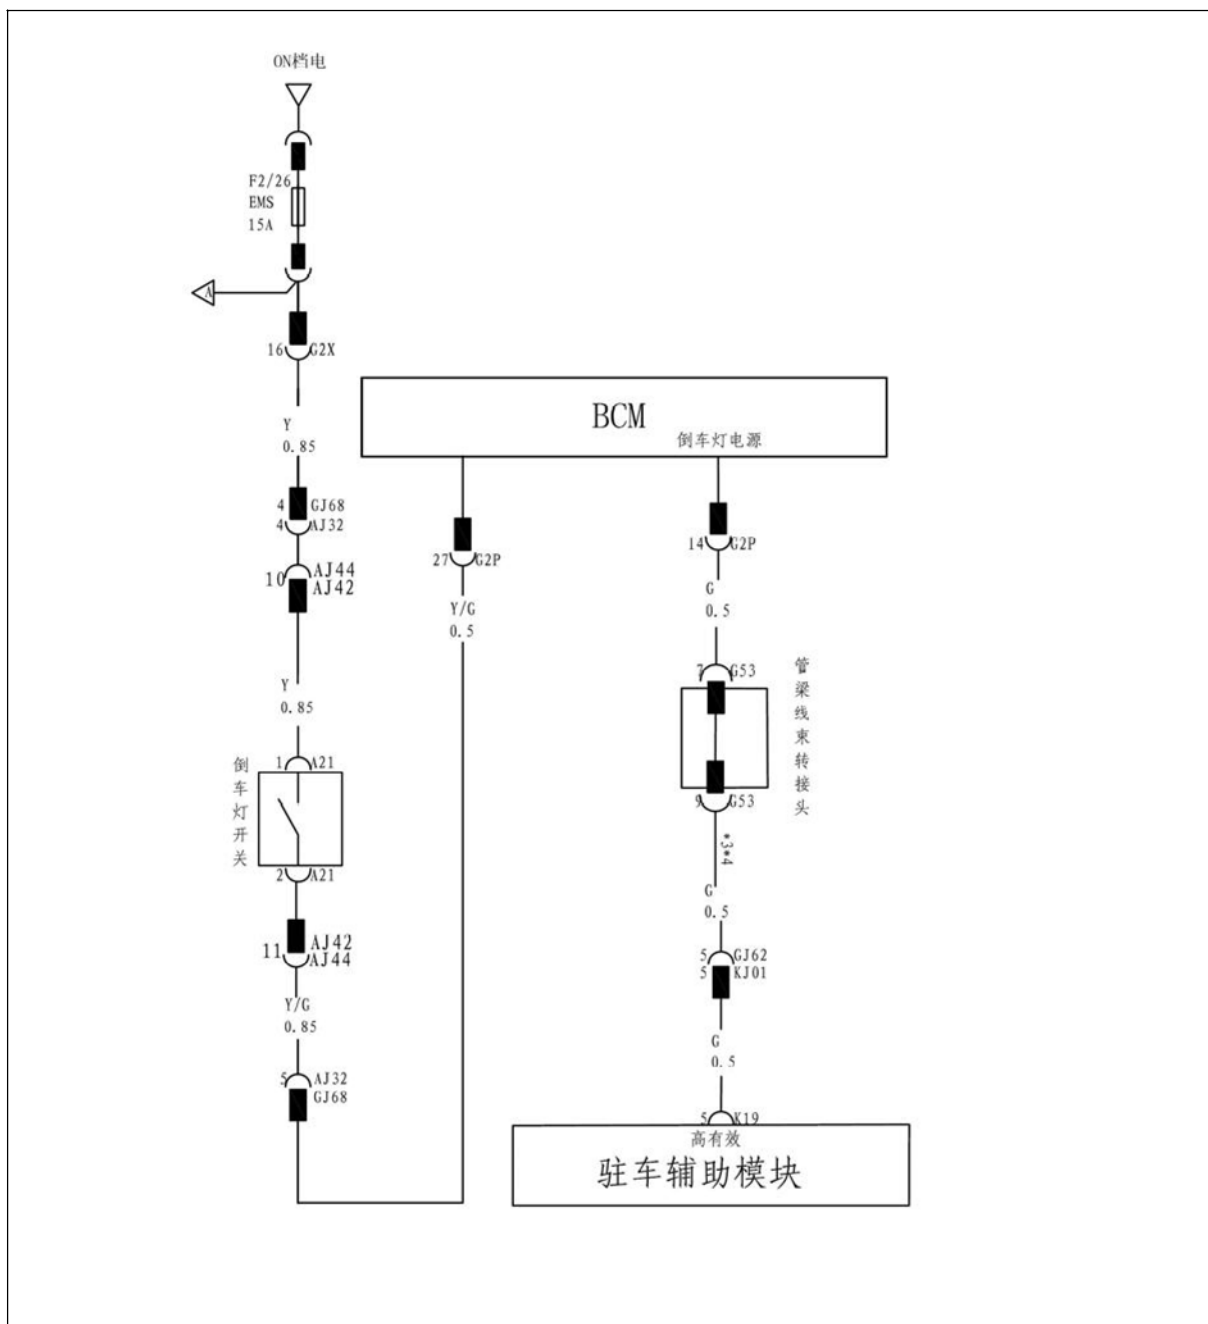 ON档电
F2/26
EMS
15A
A
16 G2X
Y
0.85
4 GJ68
4 AJ32
10 AJ44
AJ42
Y
0.85
倒车灯开关
1 A21
2 A21
11 AJ42
AJ44
Y/G
0.85
5 AJ32
GJ68
BCM
倒车灯电源
27 G2P
Y/G
0.5
14 G2P
G
0.5
7 G53
管梁线束转接头
9 G53
*3*4
G
0.5
5 GJ62
5 KJ01
G
0.5
5 K19
高有效
驻车辅助模块